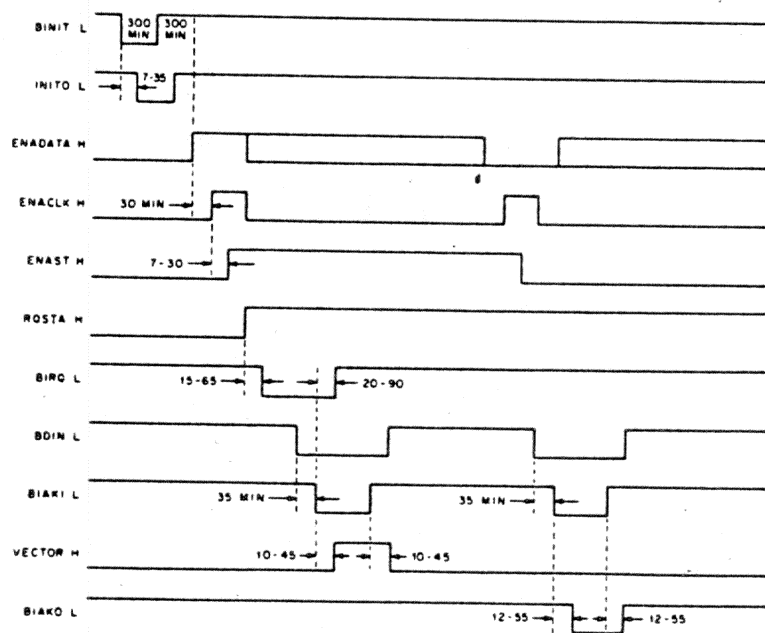 BINIT L
300 MIN 300 MIN
INITO L
7-35
ENADATA H
ENACLK H
30 MIN
ENAST H
7-30
RQSTA H
BIRQ L
15-65
20-90
BDIN L
BIAKI L
35 MIN
35 MIN
VECTOR H
10-45
10-45
BIAKO L
12-55
12-55